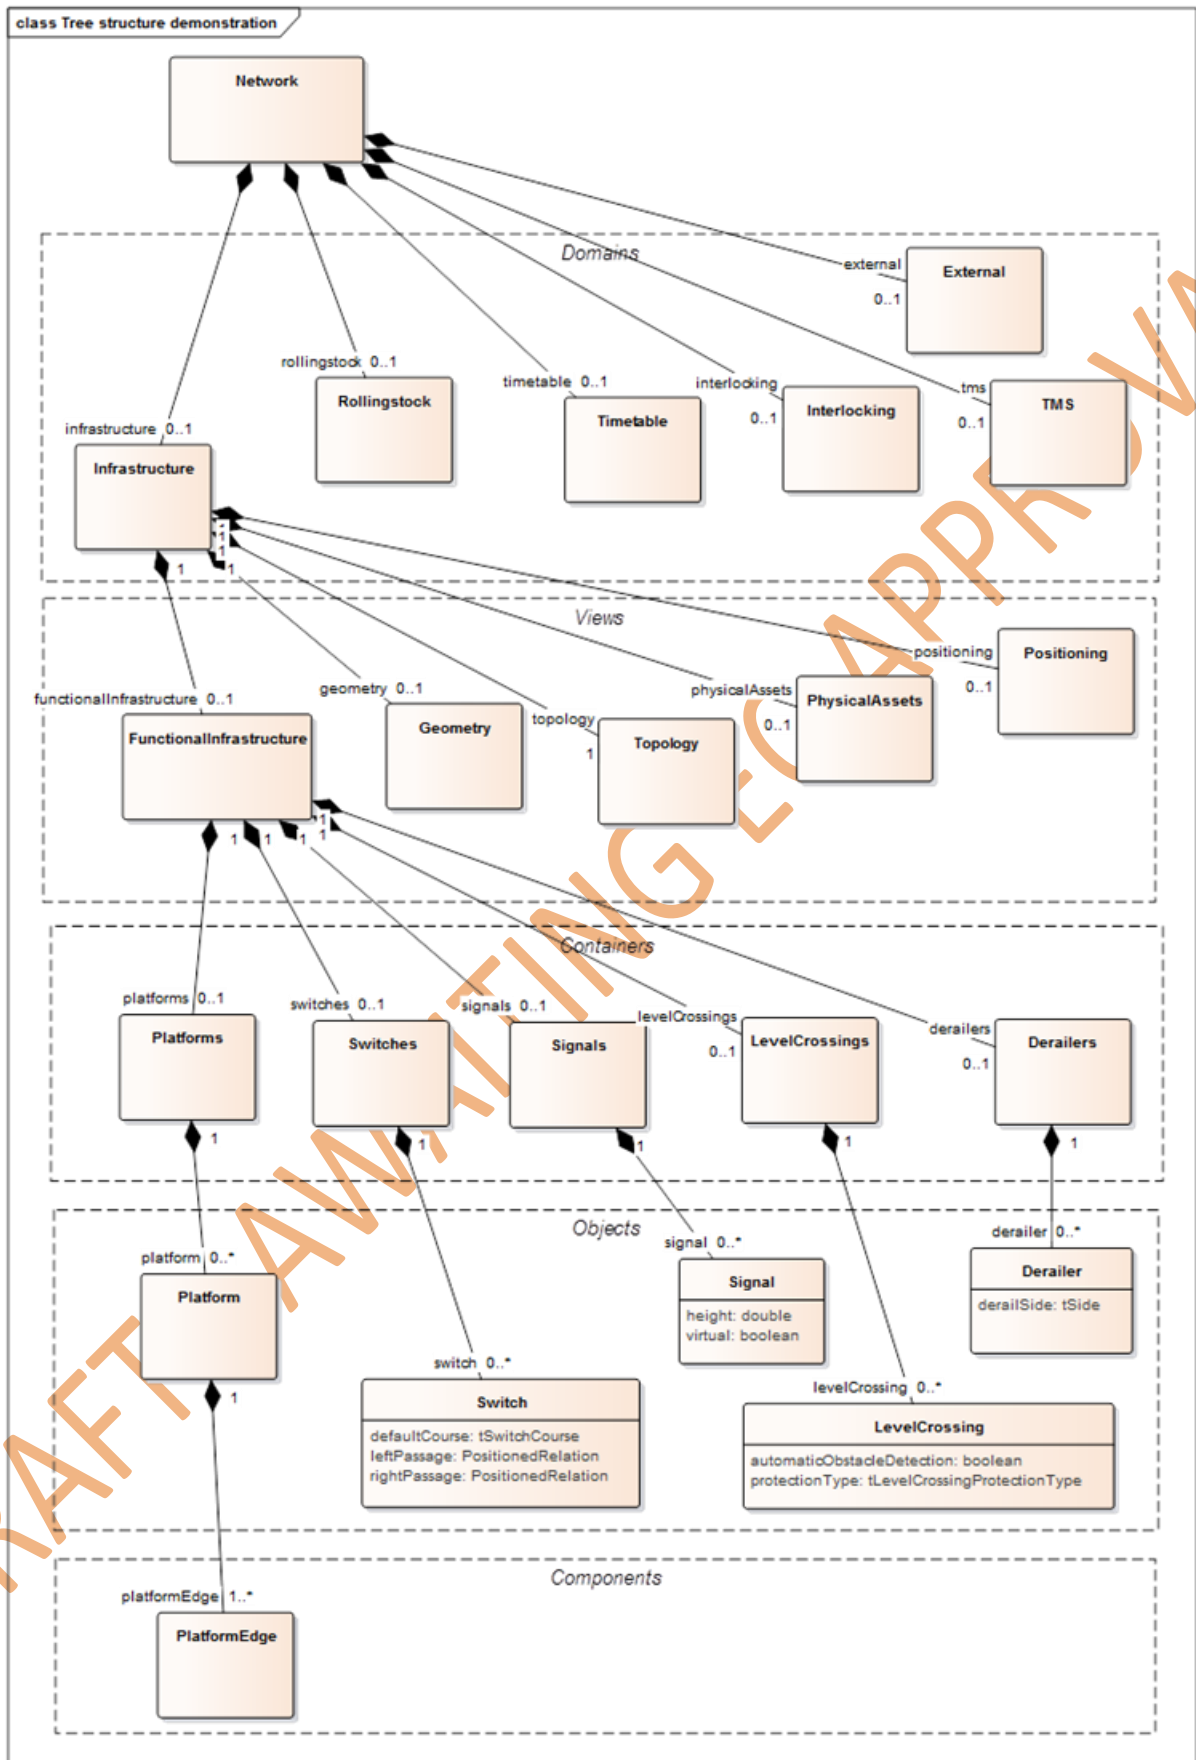 class Tree structure demonstration
Network
Domains
external
0..1
External
rollingstock 0..1
Rollingstock
timetable 0..1
Timetable
interlocking
0..1
Interlocking
tms
0..1
TMS
infrastructure 0..1
Infrastructure
1
1
1
1
1
Views
positioning
0..1
Positioning
physicalAssets
0..1
PhysicalAssets
geometry 0..1
Geometry
topology
1
Topology
functionalInfrastructure 0..1
FunctionalInfrastructure
1
1
1
1
1
Containers
platforms 0..1
Platforms
1
switches 0..1
Switches
1
signals 0..1
Signals
1
levelCrossings
0..1
LevelCrossings
1
derailers
0..1
Derailers
1
Objects
platform 0..*
Platform
1
signal 0..*
Signal
height: double
virtual: boolean
derailer 0..*
Derailer
derailSide: tSide
switch 0..*
Switch
defaultCourse: tSwitchCourse
leftPassage: PositionedRelation
rightPassage: PositionedRelation
levelCrossing 0..*
LevelCrossing
automaticObstacleDetection: boolean
protectionType: tLevelCrossingProtectionType
Components
platformEdge 1..*
PlatformEdge